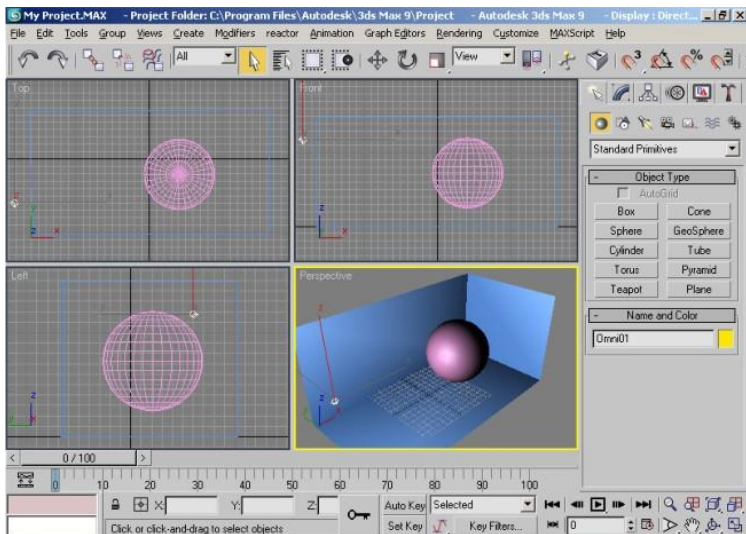 My Project.MAX - Project Folder: C:\Program Files\Autodesk\3ds Max 9\Project - Autodesk 3ds Max 9 - Display : Direct...
File Edit Tools Group Views Create Modifiers reactor Animation Graph Editors Rendering Customize MAXScript Help
All View 3
Top
Front
Left
Perspective
z
x
y
Standard Primitives
- Object Type
AutoGrid
Box Cone
Sphere GeoSphere
Cylinder Tube
Torus Pyramid
Teapot Plane
- Name and Color
Omni01
< 0 / 100 >
0 10 20 30 40 50 60 70 80 90 100
X: Y: Z: Auto Key Selected
Click or click-and-drag to select objects Set Key Key Filters... 0